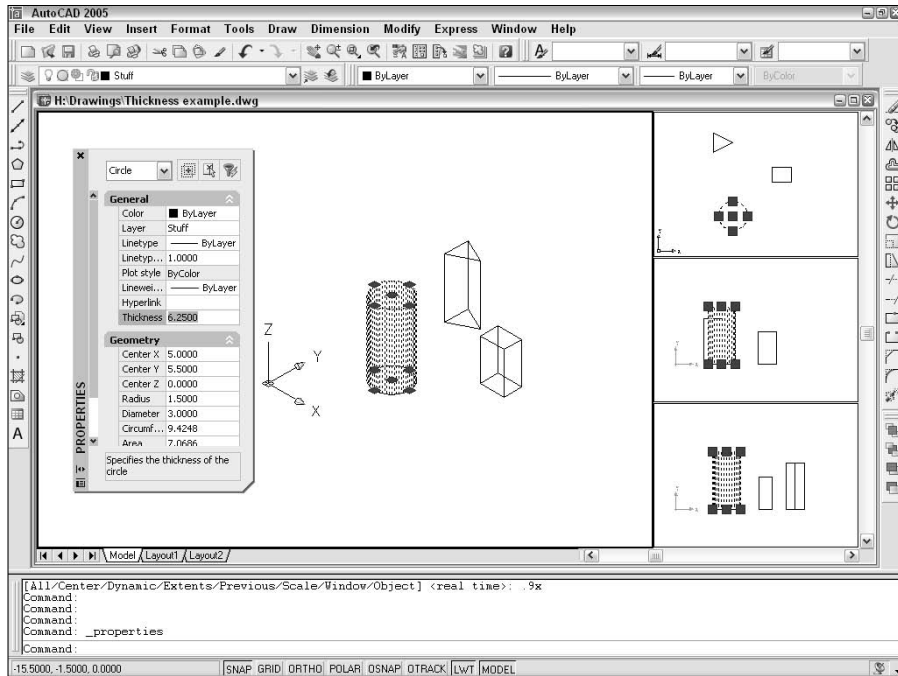 AutoCAD 2005
File Edit View Insert Format Tools Draw Dimension Modify Express Window Help
Stuff ByLayer ByLayer ByLayer ByColor
H:\Drawings\Thickness example.dwg
Circle
General
Color ByLayer
Layer Stuff
Linetype ByLayer
Linetyp... 1.0000
Plot style ByColor
Linewei... ByLayer
Hyperlink
Thickness 6.2500
Geometry
Center X 5.0000
Center Y 5.5000
Center Z 0.0000
Radius 1.5000
Diameter 3.0000
Circumf... 9.4248
Area 7.0686
Specifies the thickness of the
circle
PROPERTIES
Z
Y
X
Model Layout1 Layout2
[All/Center/Dynamic/Extents/Previous/Scale/Window/Object] <real time>: .9x
Command:
Command:
Command:
Command: _properties
Command:
-15.5000, -1.5000, 0.0000 SNAP GRID ORTHO POLAR OSNAP OTRACK LWT MODEL